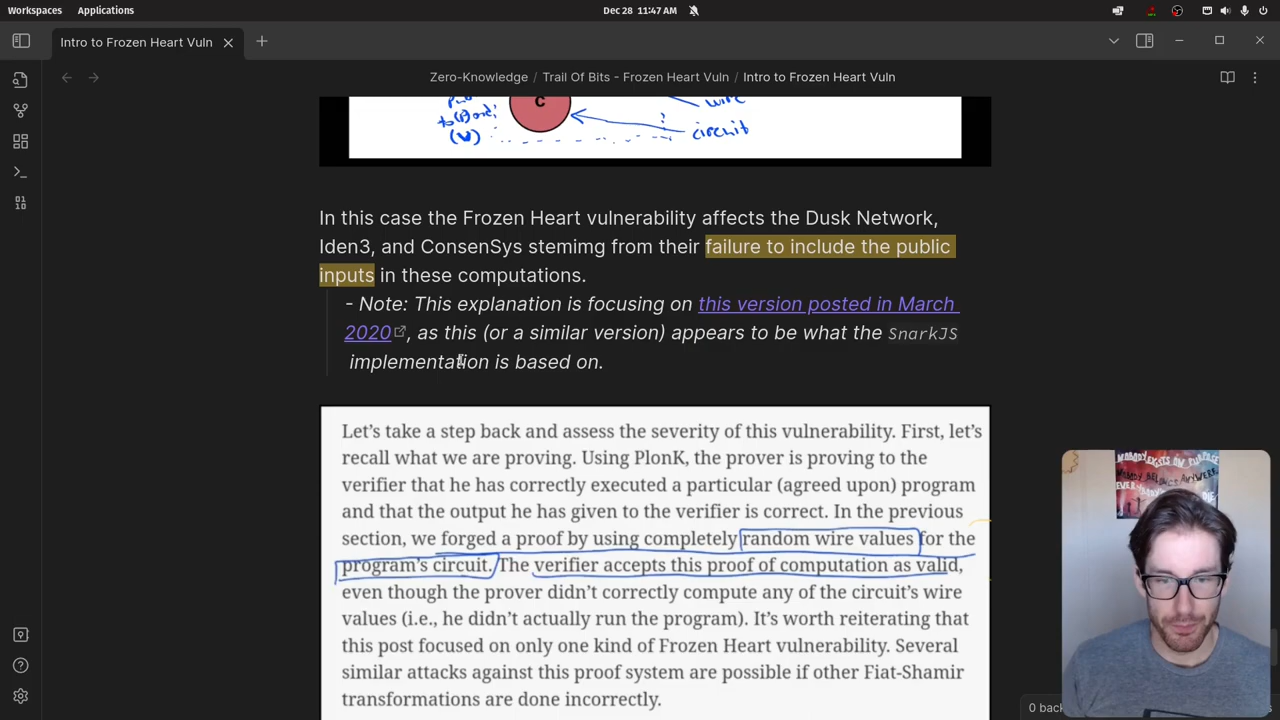 Workspaces Applications Dec 28 11:47 AM
Intro to Frozen Heart Vuln
Zero-Knowledge / Trail Of Bits - Frozen Heart Vuln / Intro to Frozen Heart Vuln
C
wire
(V)
circuit
In this case the Frozen Heart vulnerability affects the Dusk Network,
Iden3, and ConsenSys stemimg from their failure to include the public
inputs in these computations.
- Note: This explanation is focusing on this version posted in March
2020, as this (or a similar version) appears to be what the SnarkJS
implementation is based on.
Let's take a step back and assess the severity of this vulnerability. First, let's
recall what we are proving. Using PlonK, the prover is proving to the
verifier that he has correctly executed a particular (agreed upon) program
and that the output he has given to the verifier is correct. In the previous
section, we forged a proof by using completely random wire values for the
program's circuit. The verifier accepts this proof of computation as valid,
even though the prover didn't correctly compute any of the circuit's wire
values (i.e., he didn't actually run the program). It's worth reiterating that
this post focused on only one kind of Frozen Heart vulnerability. Several
similar attacks against this proof system are possible if other Fiat-Shamir
transformations are done incorrectly.
NOBODY EXISTS ON PURPOSE
0 back